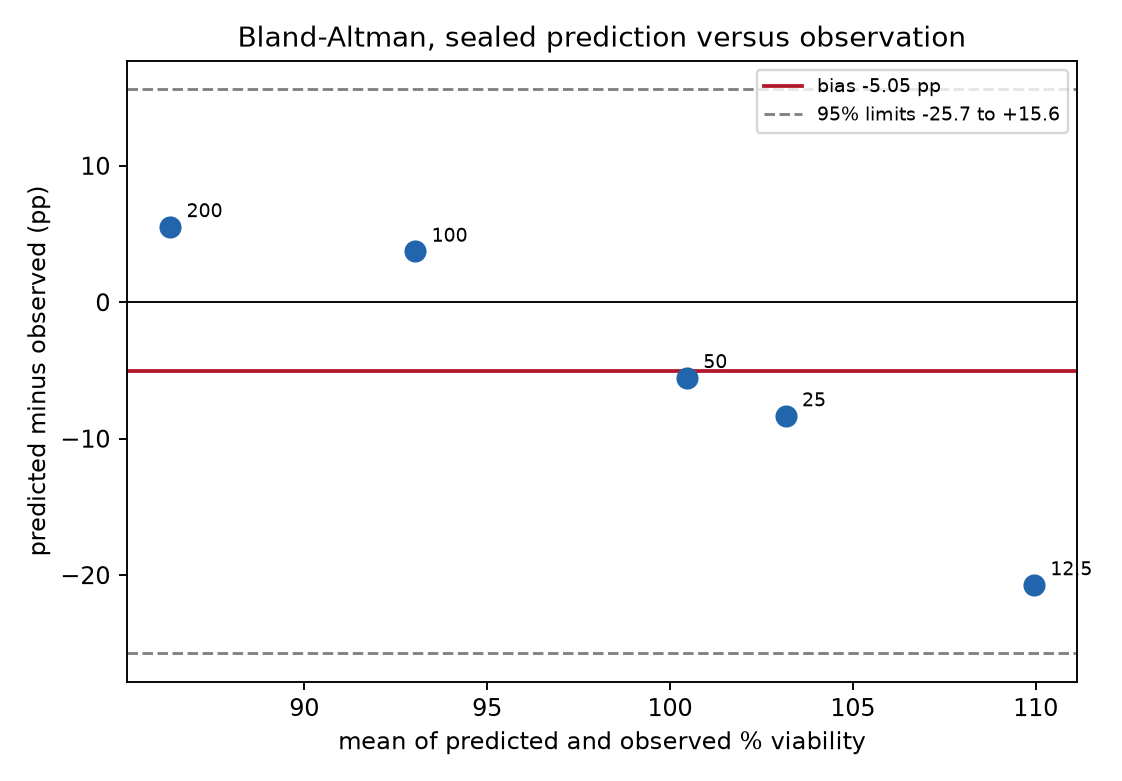 Bland-Altman, sealed prediction versus observation
bias -5.05 pp
95% limits -25.7 to +15.6
predicted minus observed (pp)
10
0
−10
−20
200
100
50
25
12.5
90
95
100
105
110
mean of predicted and observed % viability